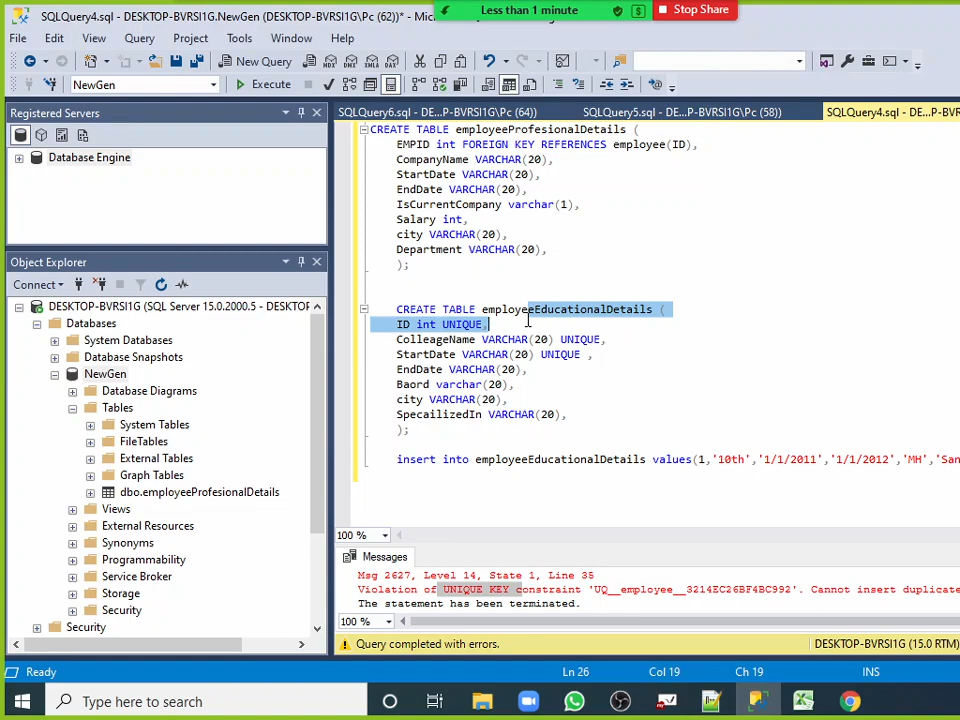 SQLQuery4.sql - DESKTOP-BVRSI1G.NewGen (DESKTOP-BVRSI1G\Pc (62))* - Mic
Less than 1 minute
Stop Share
File Edit View Query Project Tools Window Help
New Query
NewGen
Execute
Registered Servers
SQLQuery6.sql - DE...P-BVRSI1G\Pc (64))
SQLQuery5.sql - DE...P-BVRSI1G\Pc (58))
SQLQuery4.sql - DE...P-BVRSI
Database Engine
CREATE TABLE employeeProfesionalDetails (
EMPID int FOREIGN KEY REFERENCES employee(ID),
CompanyName VARCHAR(20),
StartDate VARCHAR(20),
EndDate VARCHAR(20),
IsCurrentCompany varchar(1),
Salary int,
city VARCHAR(20),
Department VARCHAR(20),
);
CREATE TABLE employeeEducationalDetails (
ID int UNIQUE,
ColleageName VARCHAR(20) UNIQUE,
StartDate VARCHAR(20) UNIQUE ,
EndDate VARCHAR(20),
Baord varchar(20),
city VARCHAR(20),
SpecailizedIn VARCHAR(20),
);
insert into employeeEducationalDetails values(1,'10th','1/1/2011','1/1/2012','MH','San
Object Explorer
Connect
DESKTOP-BVRSI1G (SQL Server 15.0.2000.5 - DESKTOP
Databases
System Databases
Database Snapshots
NewGen
Database Diagrams
Tables
System Tables
FileTables
External Tables
Graph Tables
dbo.employeeProfesionalDetails
Views
External Resources
Synonyms
Programmability
Service Broker
Storage
Security
Security
100 %
Messages
Msg 2627, Level 14, State 1, Line 35
Violation of UNIQUE KEY constraint 'UQ__employee__3214EC26BF4BC992'. Cannot insert duplicate
The statement has been terminated.
100 %
Query completed with errors.
DESKTOP-BVRSI1G (15.0 RTM)
Ready
Ln 26
Col 19
Ch 19
INS
Type here to search